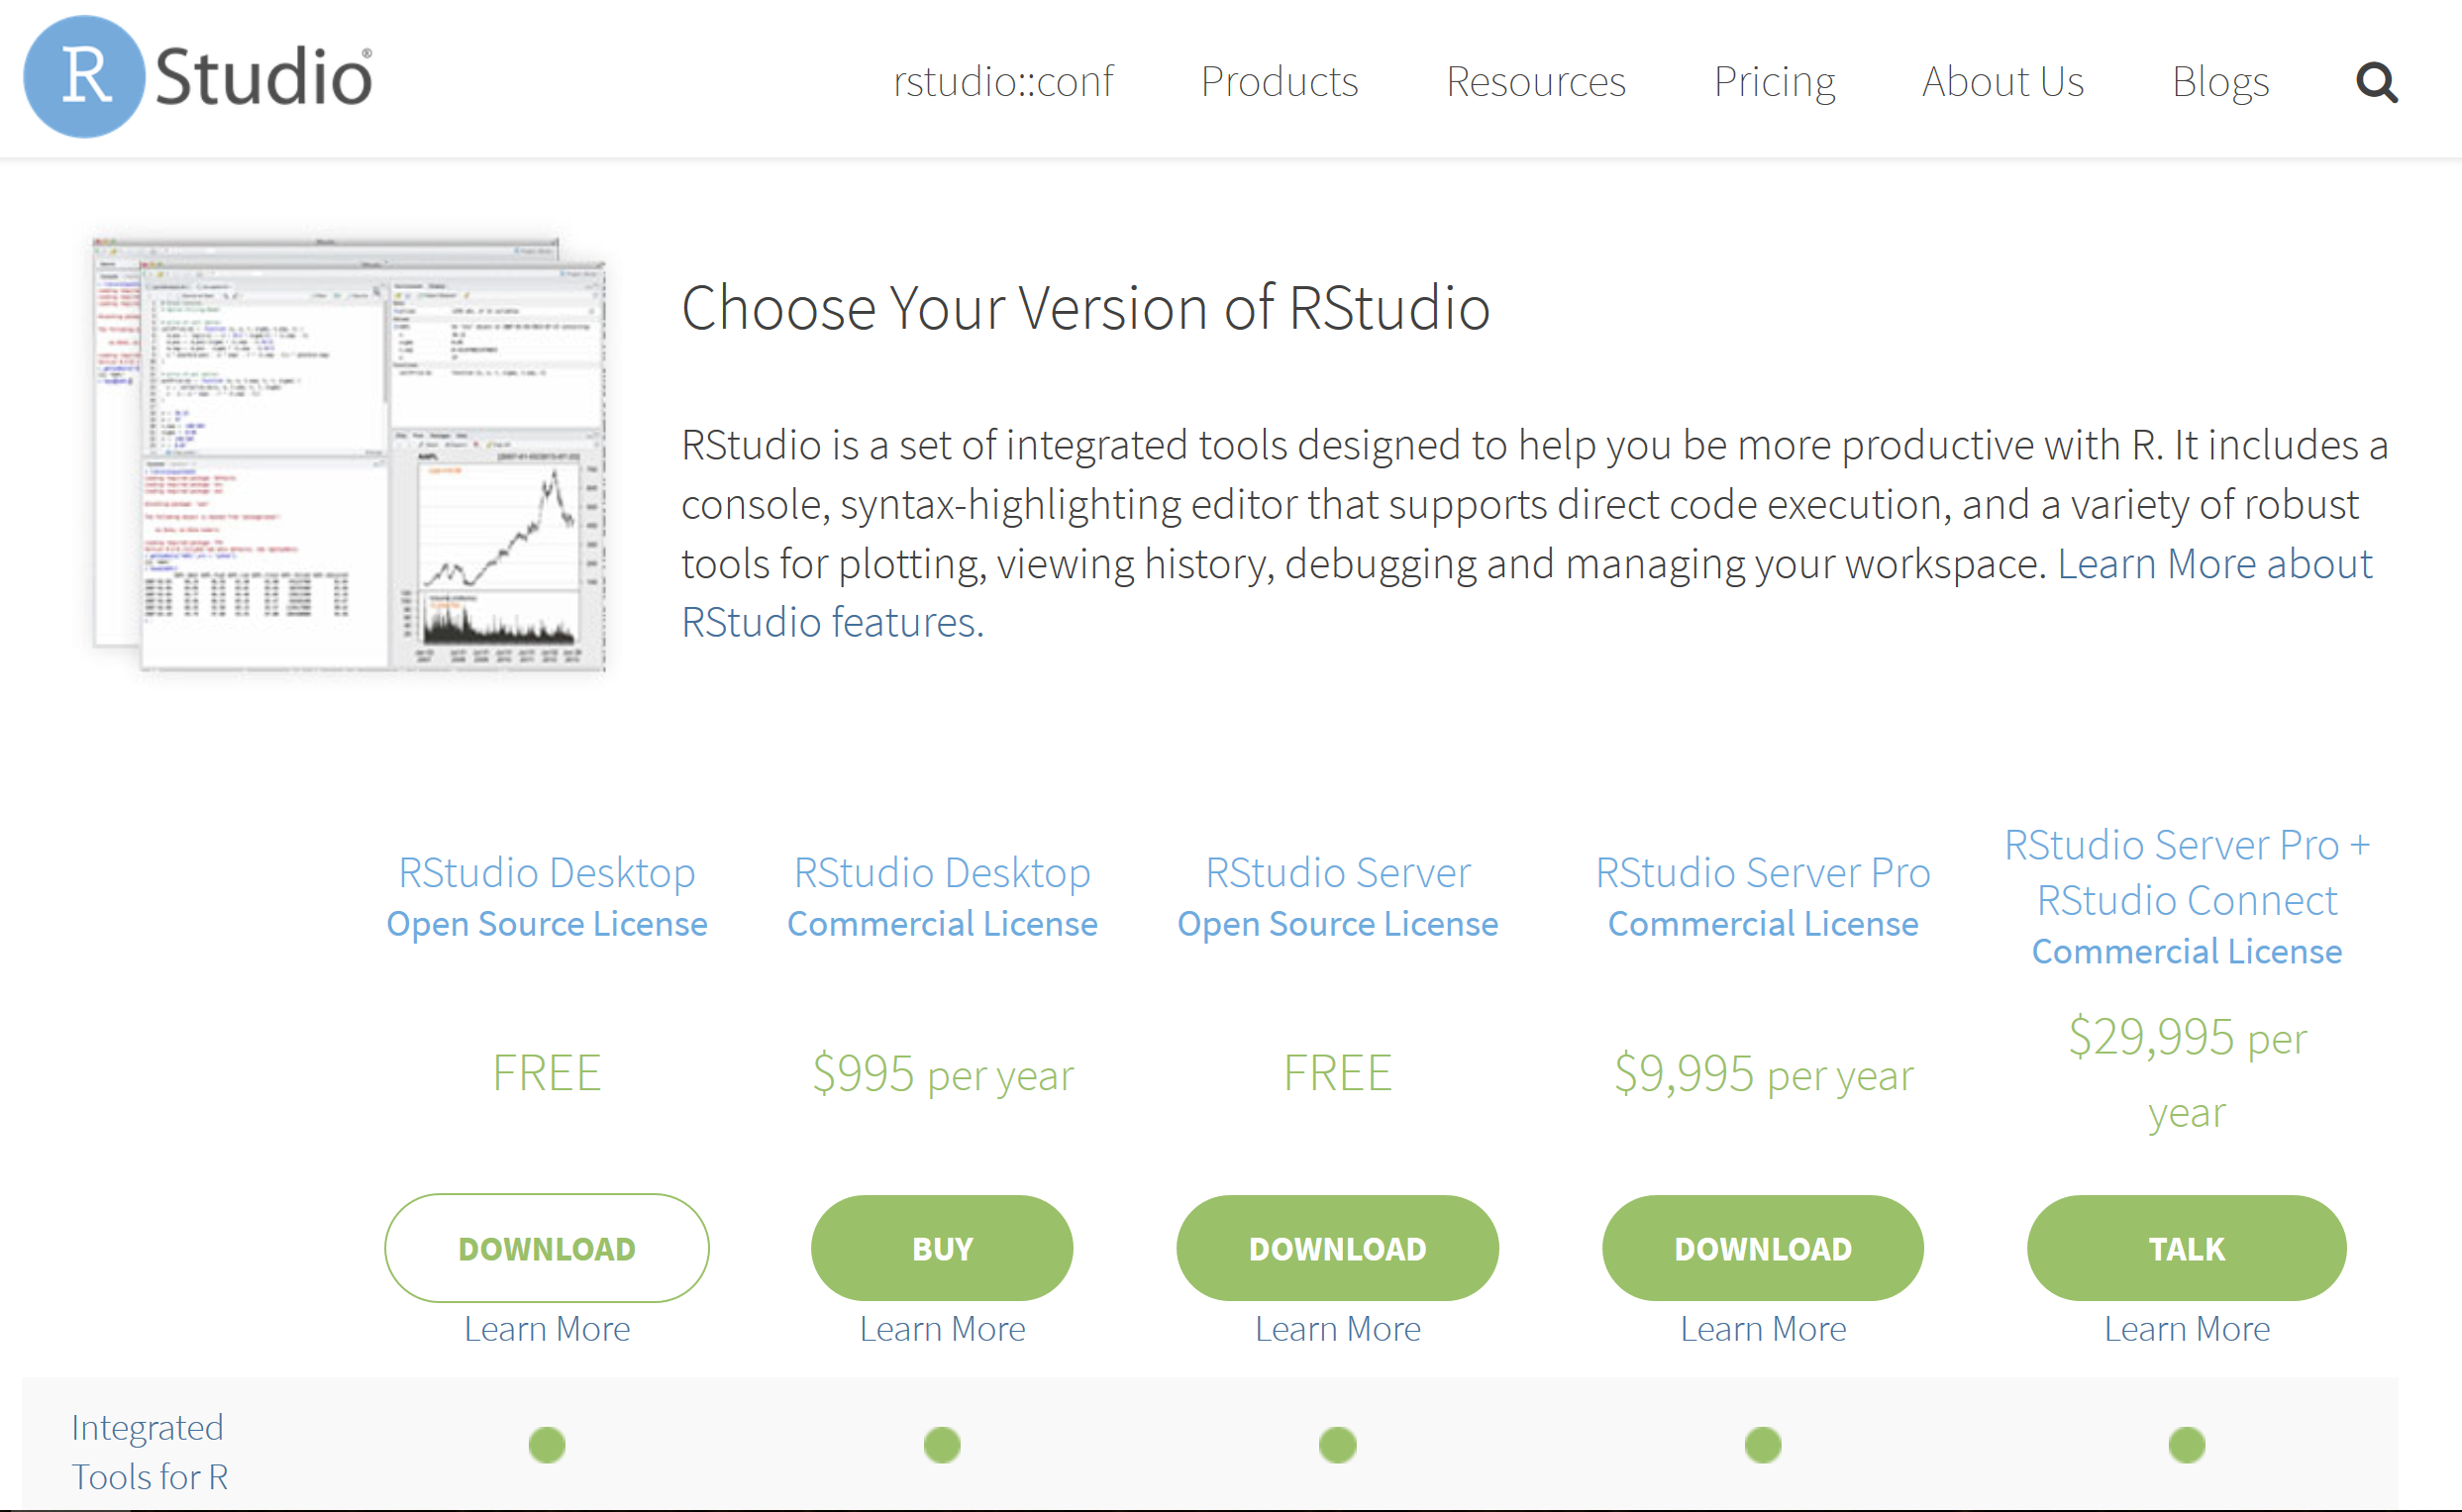 R Studio®
rstudio::conf
Products
Resources
Pricing
About Us
Blogs
Choose Your Version of RStudio
RStudio is a set of integrated tools designed to help you be more productive with R. It includes a
console, syntax-highlighting editor that supports direct code execution, and a variety of robust
tools for plotting, viewing history, debugging and managing your workspace. Learn More about
RStudio features.
RStudio Desktop
Open Source License
RStudio Desktop
Commercial License
RStudio Server
Open Source License
RStudio Server Pro
Commercial License
RStudio Server Pro +
RStudio Connect
Commercial License
FREE
$995 per year
FREE
$9,995 per year
$29,995 per
year
DOWNLOAD
BUY
DOWNLOAD
DOWNLOAD
TALK
Learn More
Learn More
Learn More
Learn More
Learn More
Integrated
Tools for R